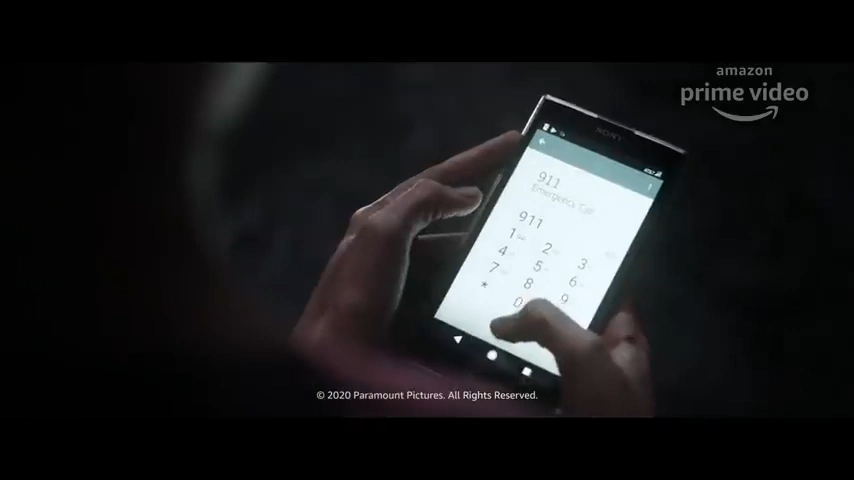 amazon
prime video
SONY
911
Emergency Call
911
1
2
3
4
5
6
7
8
9
*
0
© 2020 Paramount Pictures. All Rights Reserved.